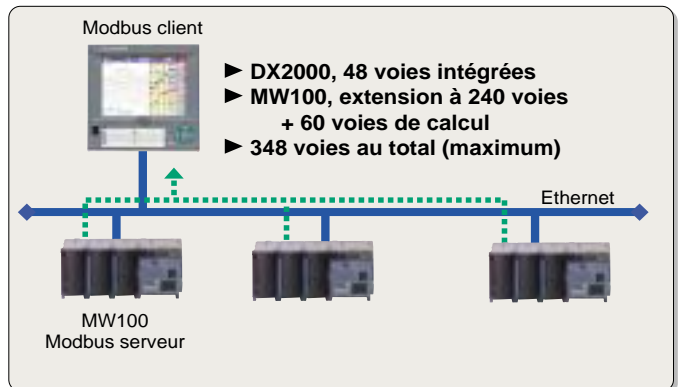 Modbus client
► DX2000, 48 voies intégrées
► MW100, extension à 240 voies
+ 60 voies de calcul
► 348 voies au total (maximum)
Ethernet
MW100
Modbus serveur